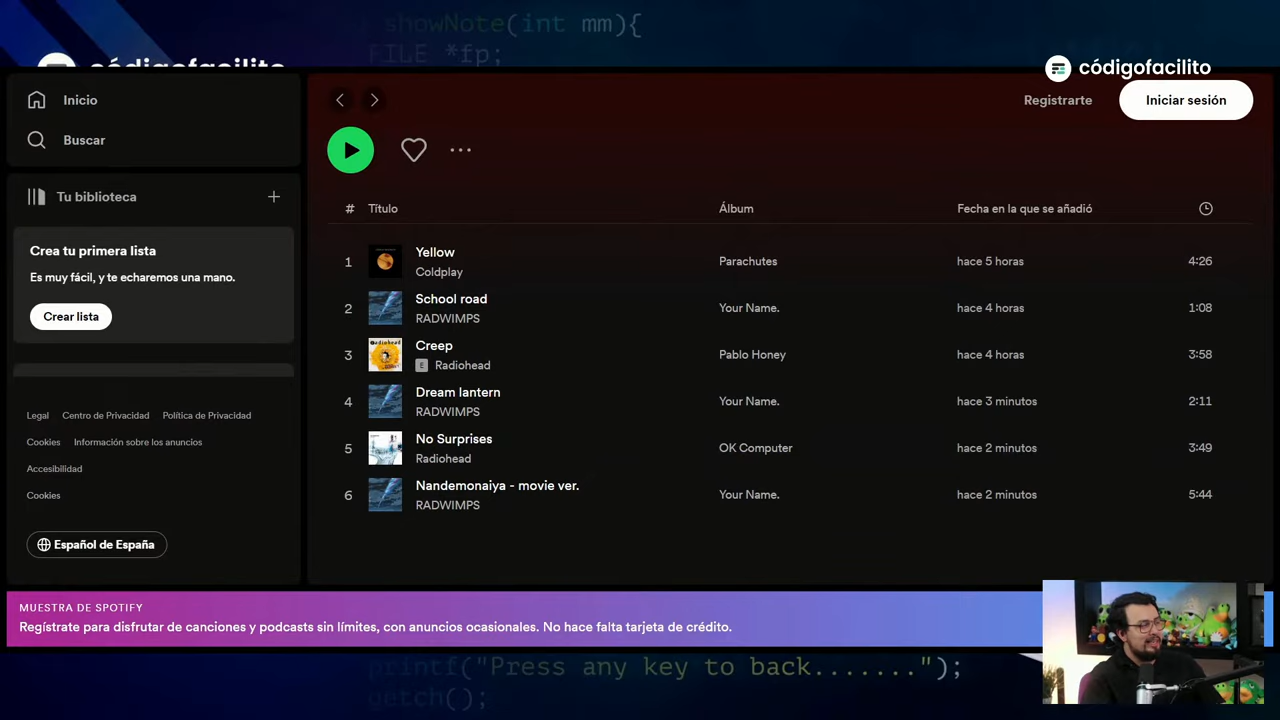 showNote(int mm){
FILE *fp;
códigofacilito
códigofacilito
Inicio
Buscar
Tu biblioteca
Crea tu primera lista
Es muy fácil, y te echaremos una mano.
Crear lista
Legal Centro de Privacidad Política de Privacidad
Cookies Información sobre los anuncios
Accesibilidad
Cookies
Español de España
Registrarte Iniciar sesión
# Título Álbum Fecha en la que se añadió
1 Yellow Parachutes hace 5 horas 4:26
Coldplay
2 School road Your Name. hace 4 horas 1:08
RADWIMPS
3 Creep Pablo Honey hace 4 horas 3:58
E Radiohead
4 Dream lantern Your Name. hace 3 minutos 2:11
RADWIMPS
5 No Surprises OK Computer hace 2 minutos 3:49
Radiohead
6 Nandemonaiya - movie ver. Your Name. hace 2 minutos 5:44
RADWIMPS
MUESTRA DE SPOTIFY
Regístrate para disfrutar de canciones y podcasts sin límites, con anuncios ocasionales. No hace falta tarjeta de crédito.
printf("Press any key to back.......");
getch();